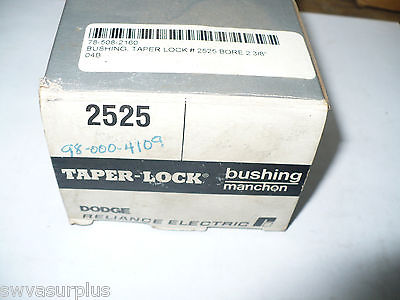 78-508-2160
BUSHING, TAPER LOCK # 2525 BORE 2 3/8"
04B
2525
98-000-4109
TAPER-LOCK® bushing
manchon
DODGE
RELIANCE ELECTRIC
swvasurplus